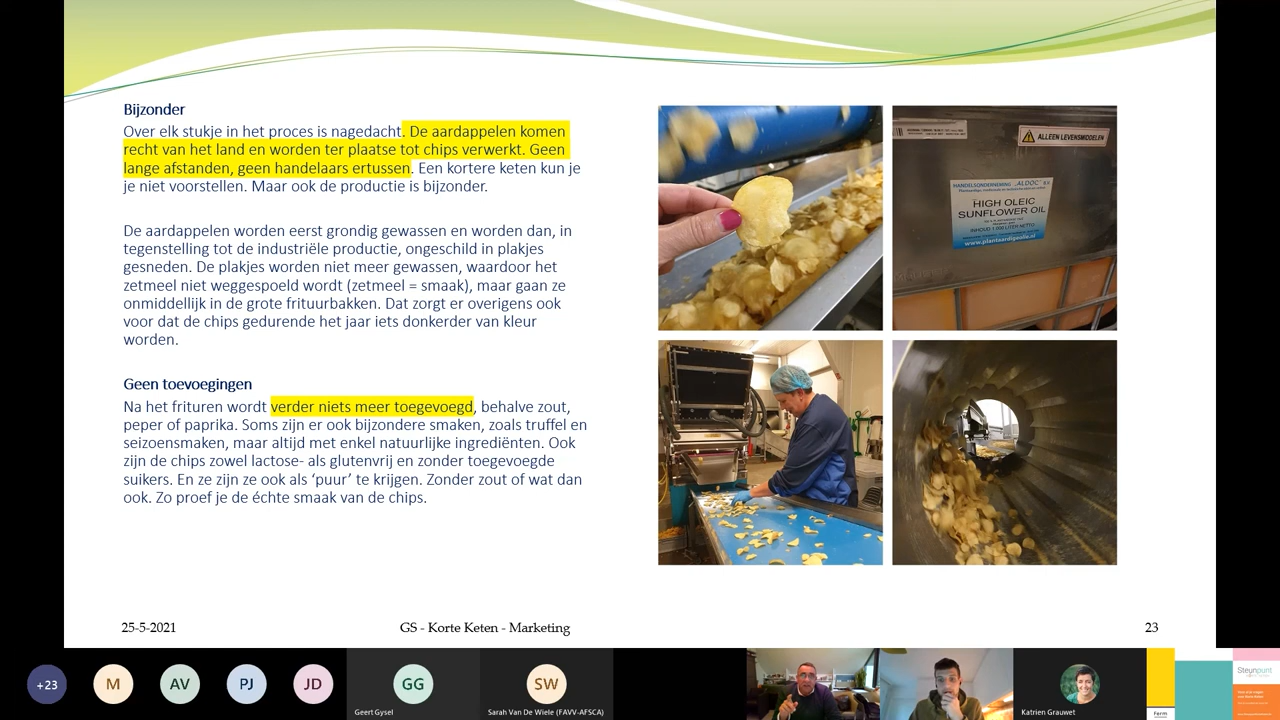 Bijzonder
Over elk stukje in het proces is nagedacht. De aardappelen komen
recht van het land en worden ter plaatse tot chips verwerkt. Geen
lange afstanden, geen handelaars ertussen. Een kortere keten kun je
je niet voorstellen. Maar ook de productie is bijzonder.
De aardappelen worden eerst grondig gewassen en worden dan, in
tegenstelling tot de industriële productie, ongeschild in plakjes
gesneden. De plakjes worden niet meer gewassen, waardoor het
zetmeel niet weggespoeld wordt (zetmeel = smaak), maar gaan ze
onmiddellijk in de grote frituurbakken. Dat zorgt er overigens ook
voor dat de chips gedurende het jaar iets donkerder van kleur
worden.
Geen toevoegingen
Na het frituren wordt verder niets meer toegevoegd, behalve zout,
peper of paprika. Soms zijn er ook bijzondere smaken, zoals truffel en
seizoensmaken, maar altijd met enkel natuurlijke ingrediënten. Ook
zijn de chips zowel lactose- als glutenvrij en zonder toegevoegde
suikers. En ze zijn ze ook als ‘puur’ te krijgen. Zonder zout of wat dan
ook. Zo proef je de échte smaak van de chips.
ALLEEN LEVENSMIDDELEN
HANDELSONDERNEMING „ALDOC” B.V.
HIGH OLEIC
SUNFLOWER OIL
INHOUD 1.000 LITER NETTO
www.plantaardigeolie.nl
25-5-2021
GS - Korte Keten - Marketing
23
+23
M
AV
PJ
JD
GG
Geert Gysel
SW
Sarah Van De Wiele (FAVV-AFSCA)
Katrien Grauwet
Ferm
Steunpunt